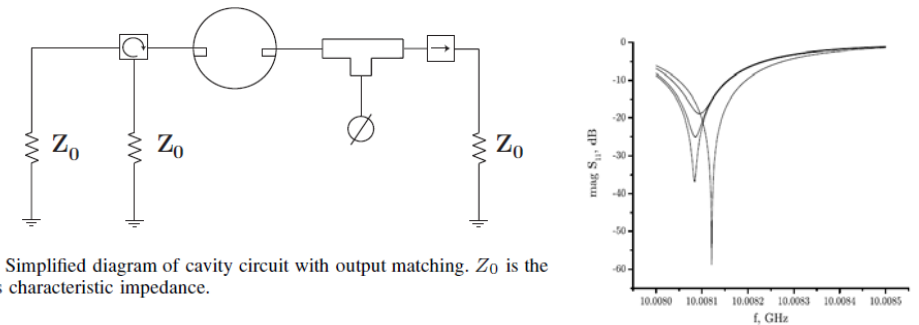 Z0
Z0
Z0
Simplified diagram of cavity circuit with output matching. Z0 is the
s characteristic impedance.
mag S11, dB
0
-10
-20
-30
-40
-50
-60
10.0080 10.0081 10.0082 10.0083 10.0084 10.0085
f, GHz